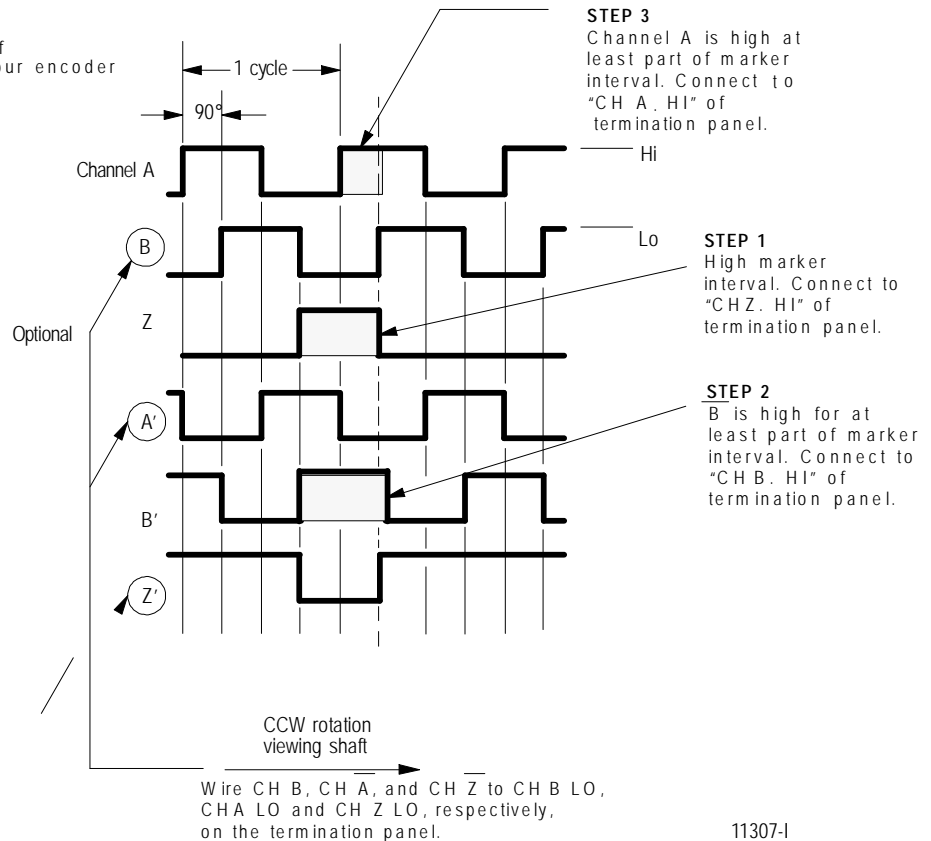 f
our encoder
1 cycle
90°
Channel A
B
Optional
Z
A'
B'
Z'
Hi
Lo
STEP 3
Channel A is high at
least part of marker
interval. Connect to
"CH A. HI" of
termination panel.
STEP 1
High marker
interval. Connect to
"CHZ. HI" of
termination panel.
STEP 2
B̅ is high for at
least part of marker
interval. Connect to
"CH B. HI" of
termination panel.
CCW rotation
viewing shaft
Wire CH B, CH A̅, and CH Z̅ to CH B LO,
CHA LO and CH Z LO, respectively,
on the termination panel.
11307-I